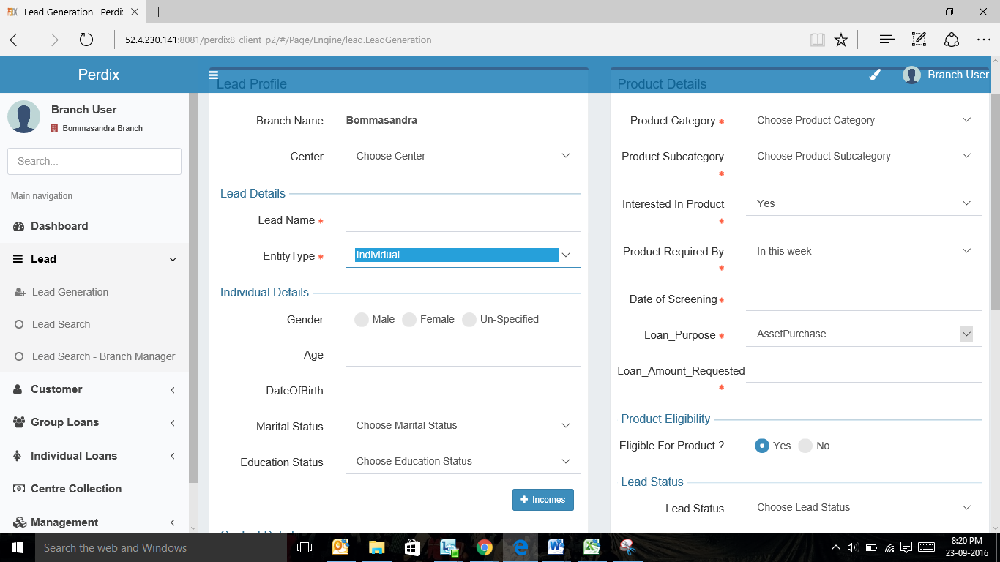 Lead Generation | Perdix
52.4.230.141:8081/perdix8-client-p2/#/Page/Engine/lead.LeadGeneration
Perdix
Branch User
Branch User
Bommasandra Branch
Search...
Main navigation
Dashboard
Lead
Lead Generation
Lead Search
Lead Search - Branch Manager
Customer
Group Loans
Individual Loans
Centre Collection
Management
Lead Profile
Branch Name Bommasandra
Center Choose Center
Lead Details
Lead Name *
EntityType * Individual
Individual Details
Gender Male Female Un-Specified
Age
DateOfBirth
Marital Status Choose Marital Status
Education Status Choose Education Status
+ Incomes
Product Details
Product Category * Choose Product Category
Product Subcategory * Choose Product Subcategory
Interested In Product * Yes
Product Required By * In this week
Date of Screening *
Loan_Purpose * AssetPurchase
Loan_Amount_Requested *
Product Eligibility
Eligible For Product ? Yes No
Lead Status
Lead Status Choose Lead Status
Search the web and Windows
8:20 PM
23-09-2016